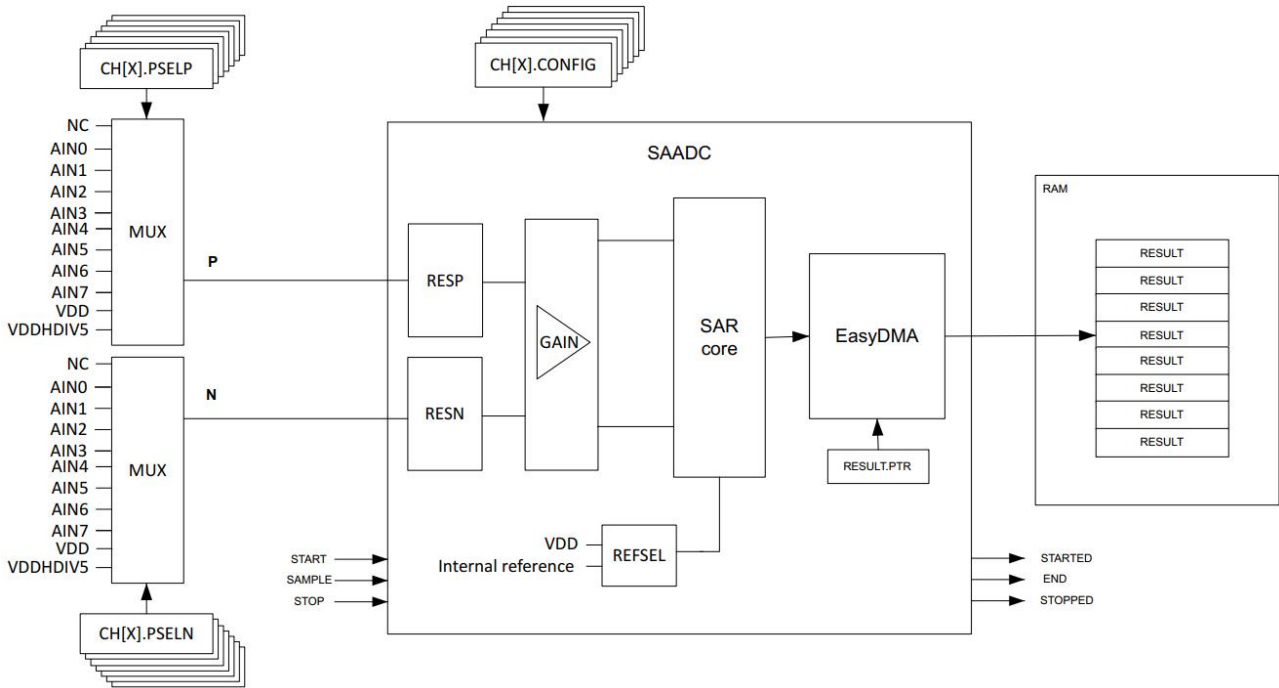 CH[X].PSELP
CH[X].CONFIG
NC
AIN0
AIN1
AIN2
AIN3
AIN4
AIN5
AIN6
AIN7
VDD
VDDHDIV5
MUX
P
SAADC
RESP
GAIN
SAR
core
EasyDMA
RAM
RESULT
RESULT
RESULT
RESULT
RESULT
RESULT
RESULT
RESULT
NC
AIN0
AIN1
AIN2
AIN3
AIN4
AIN5
AIN6
AIN7
VDD
VDDHDIV5
MUX
N
RESN
RESULT.PTR
VDD
Internal reference
REFSEL
START
SAMPLE
STOP
STARTED
END
STOPPED
CH[X].PSELN